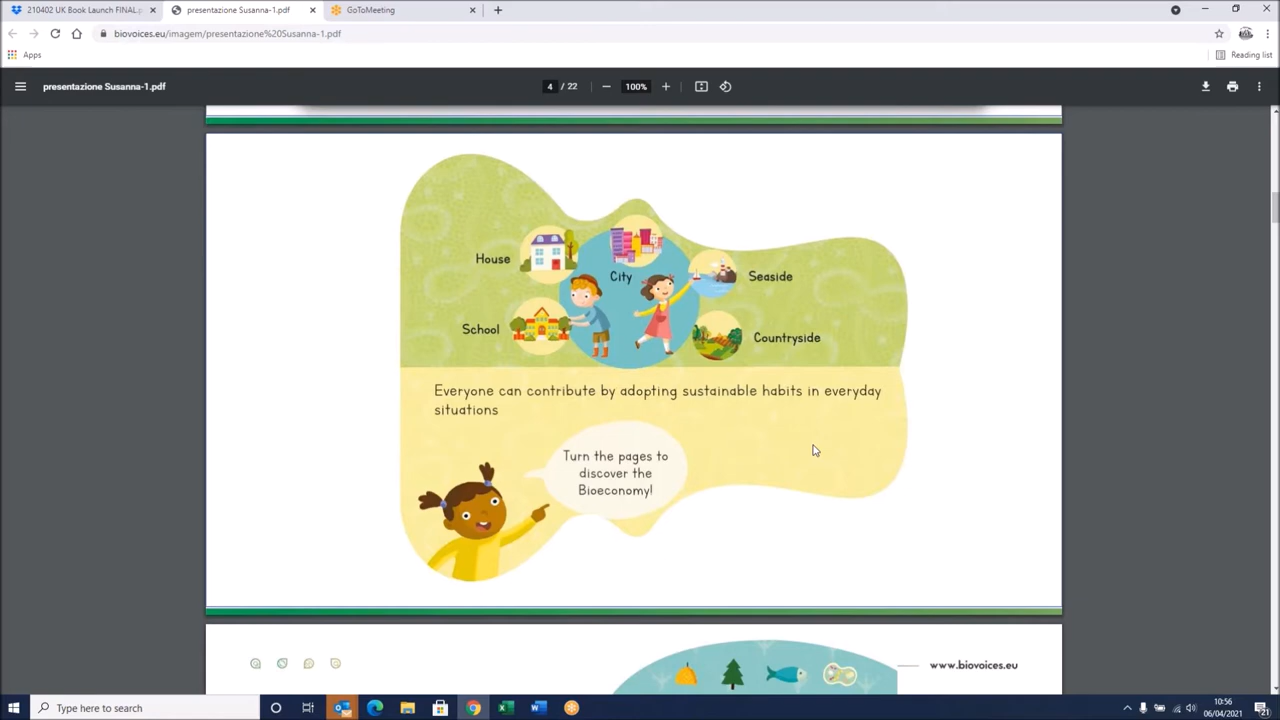 210402 UK Book Launch FINAL.p
presentazione Susanna-1.pdf
GoToMeeting
biovoices.eu/imagem/presentazione%20Susanna-1.pdf
Apps
Reading list
presentazione Susanna-1.pdf
4 / 22
100%
House
City
Seaside
School
Countryside
Everyone can contribute by adopting sustainable habits in everyday
situations
Turn the pages to
discover the
Bioeconomy!
www.biovoices.eu
Type here to search
10:56
06/04/2021
21